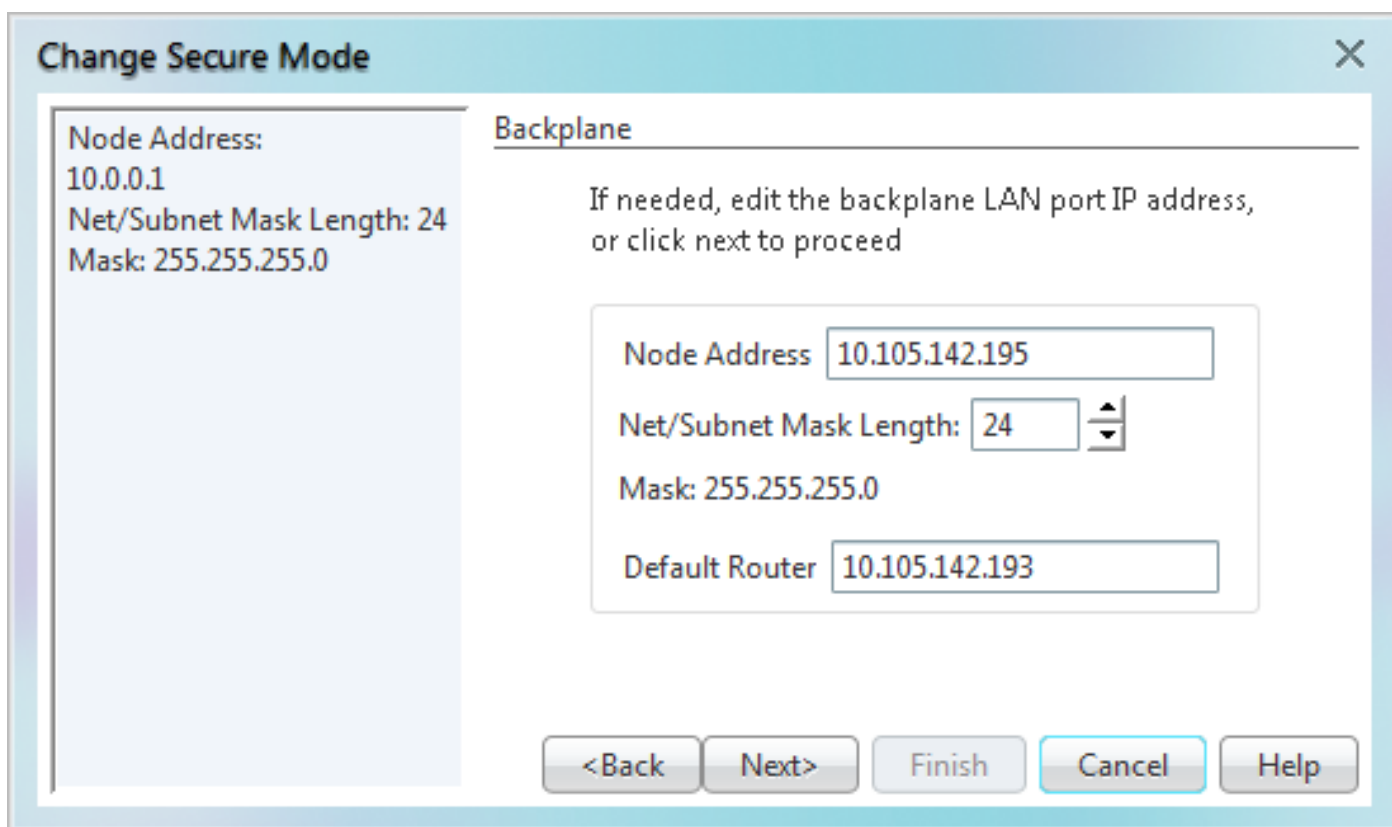 Change Secure Mode
Node Address:
10.0.0.1
Net/Subnet Mask Length: 24
Mask: 255.255.255.0
Backplane
If needed, edit the backplane LAN port IP address,
or click next to proceed
Node Address 10.105.142.195
Net/Subnet Mask Length: 24
Mask: 255.255.255.0
Default Router 10.105.142.193
<Back Next> Finish Cancel Help